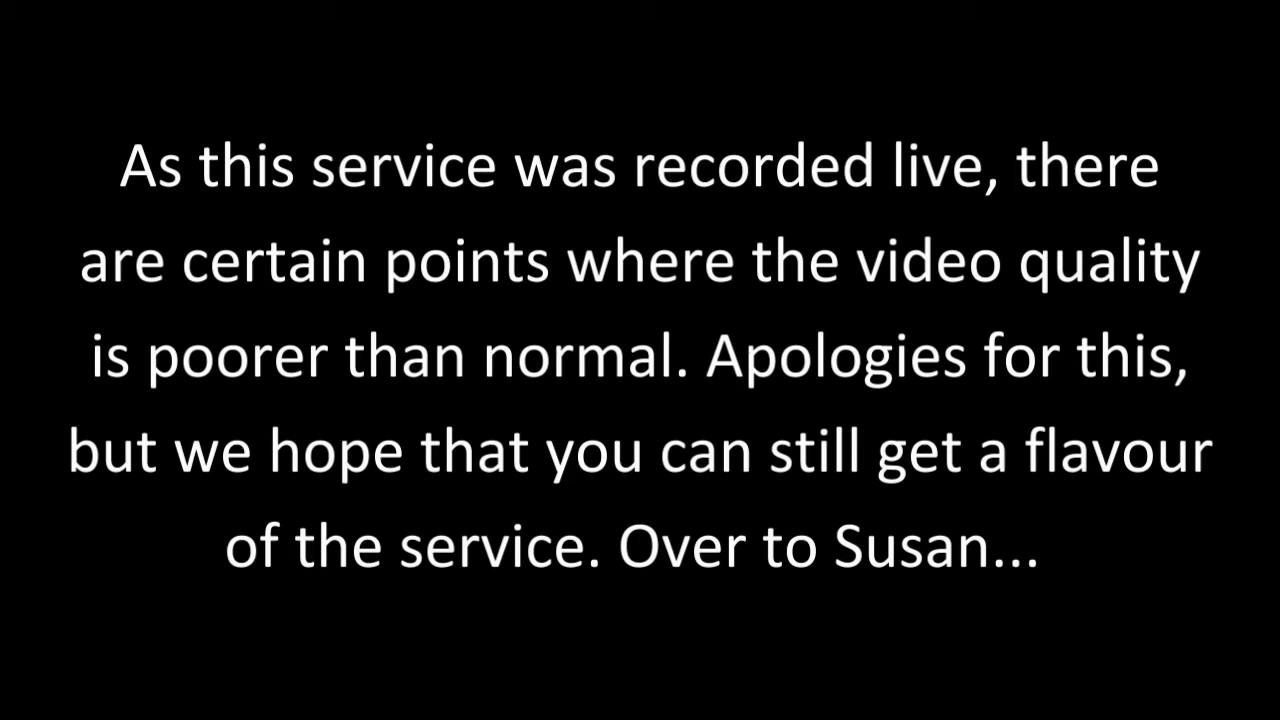 As this service was recorded live, there
are certain points where the video quality
is poorer than normal. Apologies for this,
but we hope that you can still get a flavour
of the service. Over to Susan...